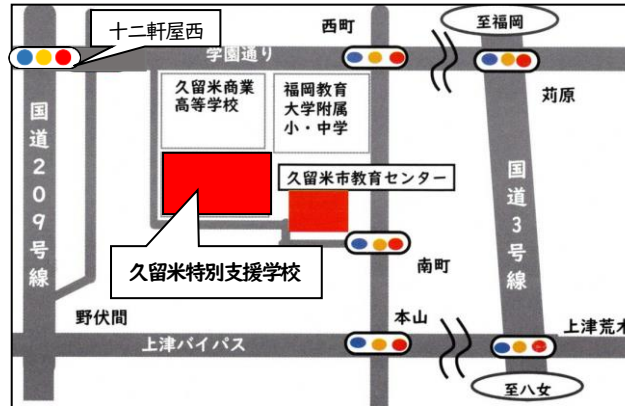 十二軒屋西
西町
至福岡
学園通り
苅原
国道209号線
久留米商業
高等学校
福岡教育
大学附属
小・中学
国道3号線
久留米市教育センター
久留米特別支援学校
南町
野伏間
本山
上津荒木
上津バイパス
至八女